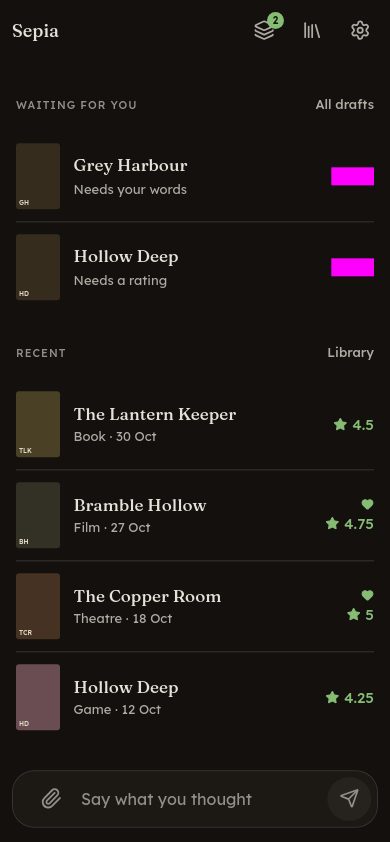 Sepia
2
WAITING FOR YOU
All drafts
GH
Grey Harbour
Needs your words
HD
Hollow Deep
Needs a rating
RECENT
Library
TLK
The Lantern Keeper
Book · 30 Oct
4.5
BH
Bramble Hollow
Film · 27 Oct
4.75
TCR
The Copper Room
Theatre · 18 Oct
5
HD
Hollow Deep
Game · 12 Oct
4.25
Say what you thought